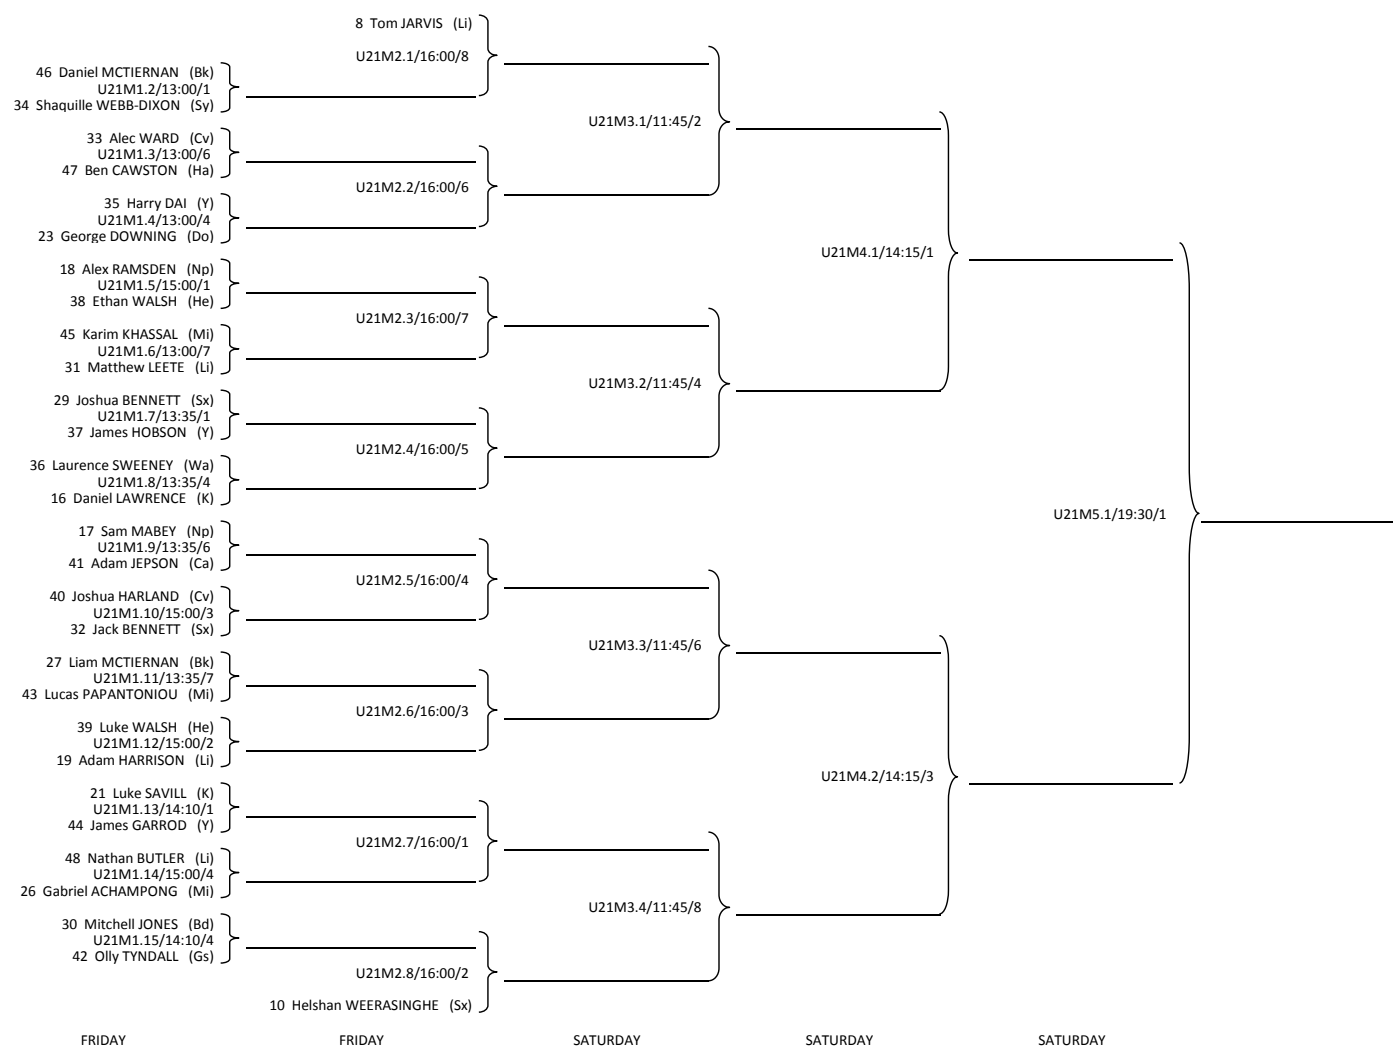 8 Tom JARVIS (Li)
U21M2.1/16:00/8
46 Daniel MCTIERNAN (Bk)
U21M1.2/13:00/1
34 Shaquille WEBB-DIXON (Sy)
U21M3.1/11:45/2
33 Alec WARD (Cv)
U21M1.3/13:00/6
47 Ben CAWSTON (Ha)
U21M2.2/16:00/6
35 Harry DAI (Y)
U21M1.4/13:00/4
23 George DOWNING (Do)
U21M4.1/14:15/1
18 Alex RAMSDEN (Np)
U21M1.5/15:00/1
38 Ethan WALSH (He)
U21M2.3/16:00/7
45 Karim KHASSAL (Mi)
U21M1.6/13:00/7
31 Matthew LEETE (Li)
U21M3.2/11:45/4
29 Joshua BENNETT (Sx)
U21M1.7/13:35/1
37 James HOBSON (Y)
U21M2.4/16:00/5
36 Laurence SWEENEY (Wa)
U21M1.8/13:35/4
16 Daniel LAWRENCE (K)
U21M5.1/19:30/1
17 Sam MABEY (Np)
U21M1.9/13:35/6
41 Adam JEPSON (Ca)
U21M2.5/16:00/4
40 Joshua HARLAND (Cv)
U21M1.10/15:00/3
32 Jack BENNETT (Sx)
U21M3.3/11:45/6
27 Liam MCTIERNAN (Bk)
U21M1.11/13:35/7
43 Lucas PAPANTONIOU (Mi)
U21M2.6/16:00/3
39 Luke WALSH (He)
U21M1.12/15:00/2
19 Adam HARRISON (Li)
U21M4.2/14:15/3
21 Luke SAVILL (K)
U21M1.13/14:10/1
44 James GARROD (Y)
U21M2.7/16:00/1
48 Nathan BUTLER (Li)
U21M1.14/15:00/4
26 Gabriel ACHAMPONG (Mi)
U21M3.4/11:45/8
30 Mitchell JONES (Bd)
U21M1.15/14:10/4
42 Olly TYNDALL (Gs)
U21M2.8/16:00/2
10 Helshan WEERASINGHE (Sx)
FRIDAY FRIDAY SATURDAY SATURDAY SATURDAY